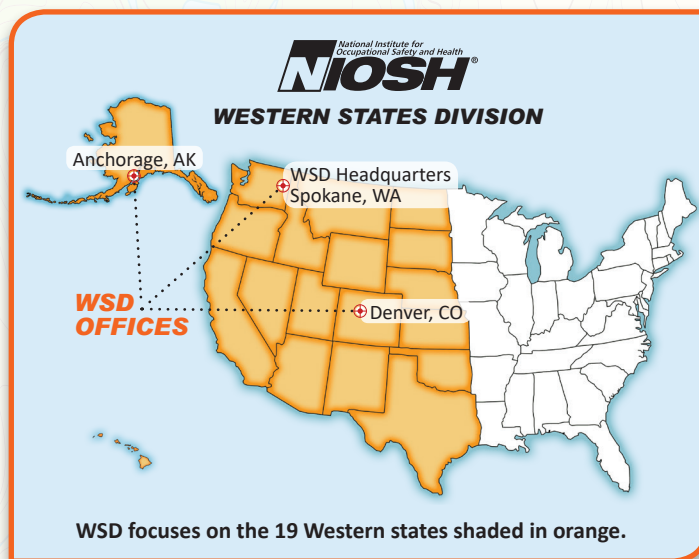 National Institute for
Occupational Safety and Health
NIOSH®
WESTERN STATES DIVISION
Anchorage, AK
WSD Headquarters
Spokane, WA
WSD
OFFICES
Denver, CO
WSD focuses on the 19 Western states shaded in orange.